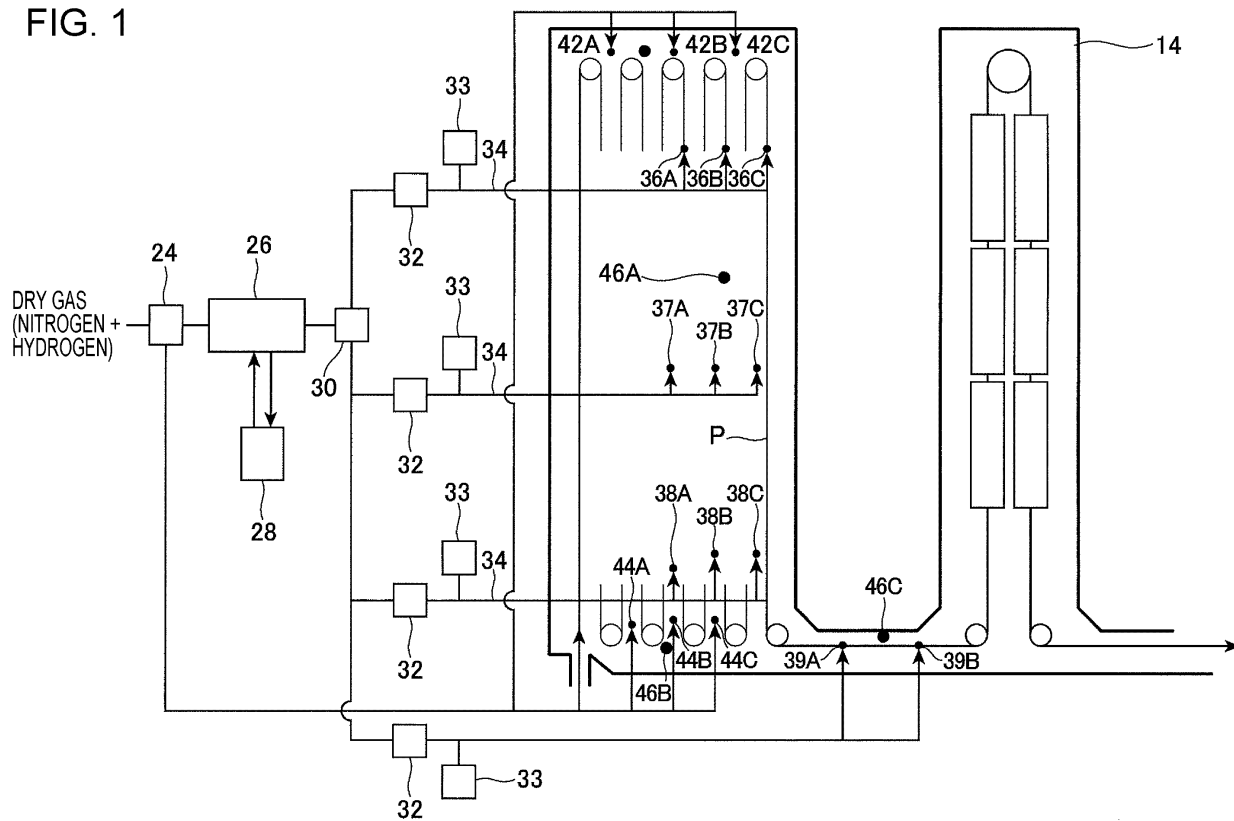 FIG. 1
42A
42B
42C
14
33
34
36A
36B
36C
32
24
26
46A
33
DRY GAS
(NITROGEN +
HYDROGEN)
37A
37B
37C
30
34
32
P
28
33
38A
38B
38C
34
44A
46C
32
44B
44C
39A
39B
46B
32
33